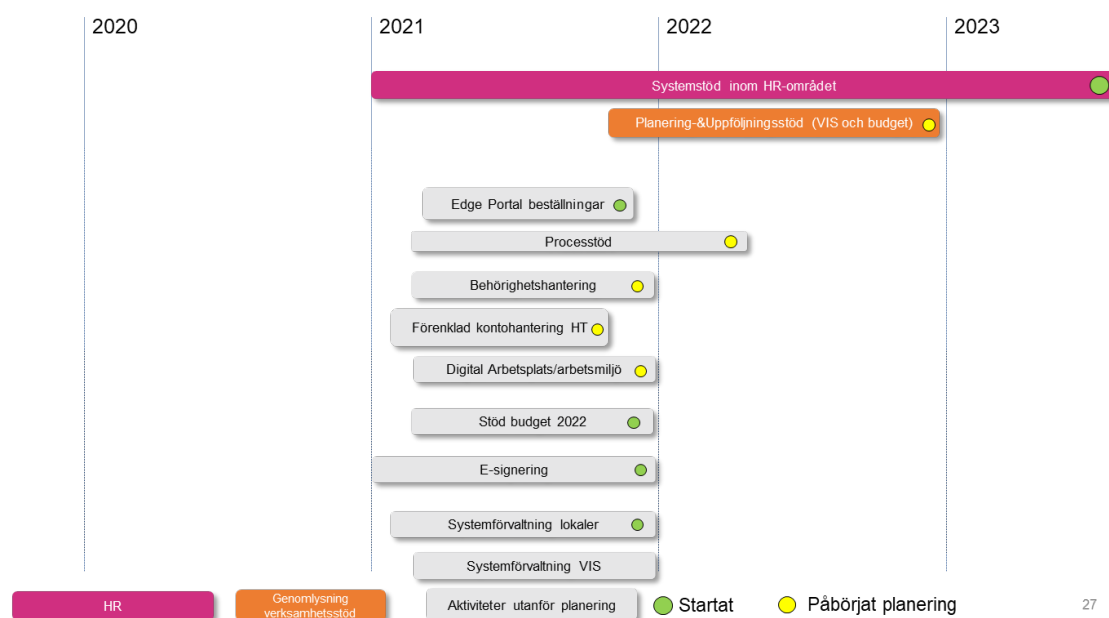 2020
2021
2022
2023
Systemstöd inom HR-området
Planering-&Uppföljningsstöd (VIS och budget)
Edge Portal beställningar
Processtöd
Behörighetshantering
Förenklad kontohantering HT
Digital Arbetsplats/arbetsmiljö
Stöd budget 2022
E-signering
Systemförvaltning lokaler
Systemförvaltning VIS
HR
Genomlysning
verksamhetsstöd
Aktiviteter utanför planering
Startat
Påbörjat planering
27